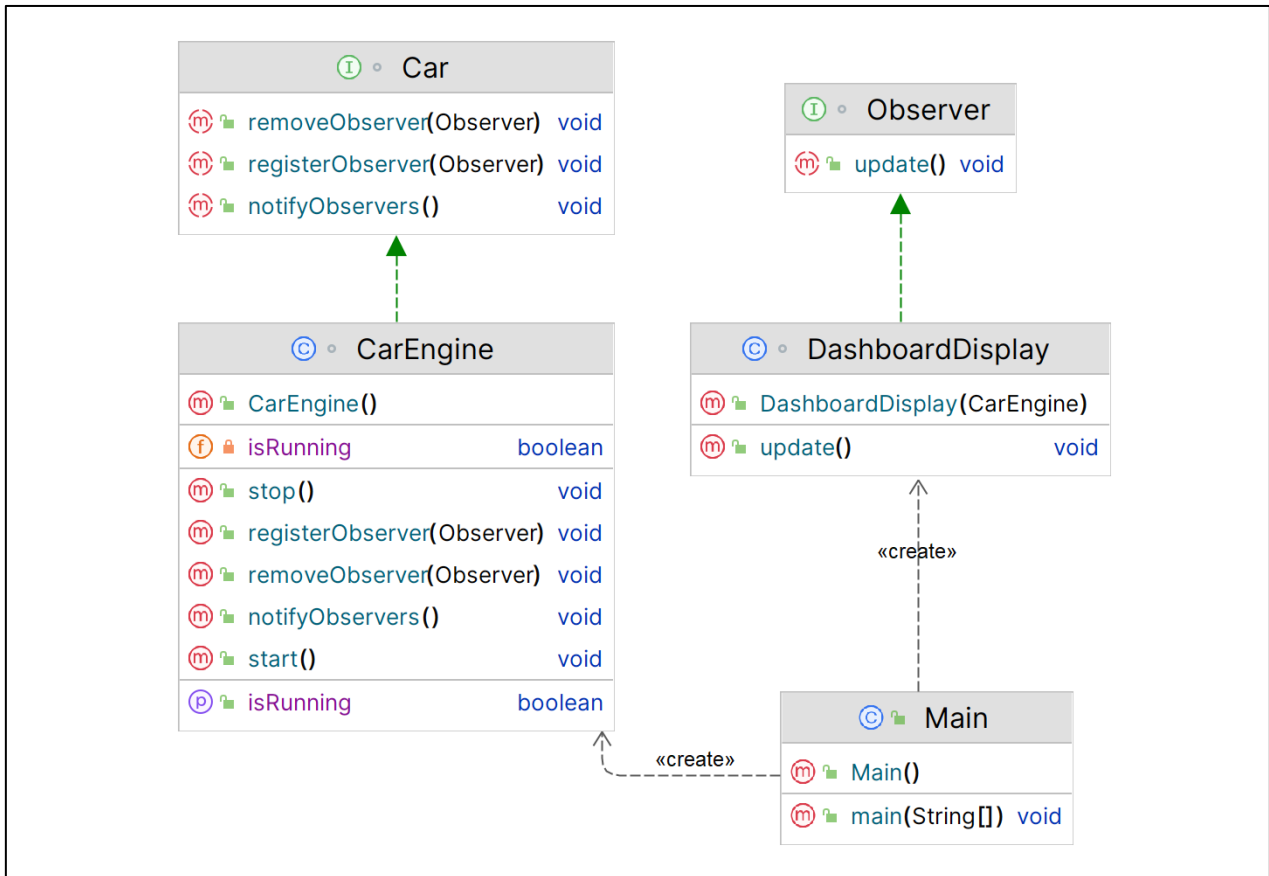 Car
removeObserver(Observer) void
registerObserver(Observer) void
notifyObservers() void
Observer
update() void
CarEngine
CarEngine()
isRunning boolean
stop() void
registerObserver(Observer) void
removeObserver(Observer) void
notifyObservers() void
start() void
isRunning boolean
DashboardDisplay
DashboardDisplay(CarEngine)
update() void
«create»
«create»
Main
Main()
main(String[]) void